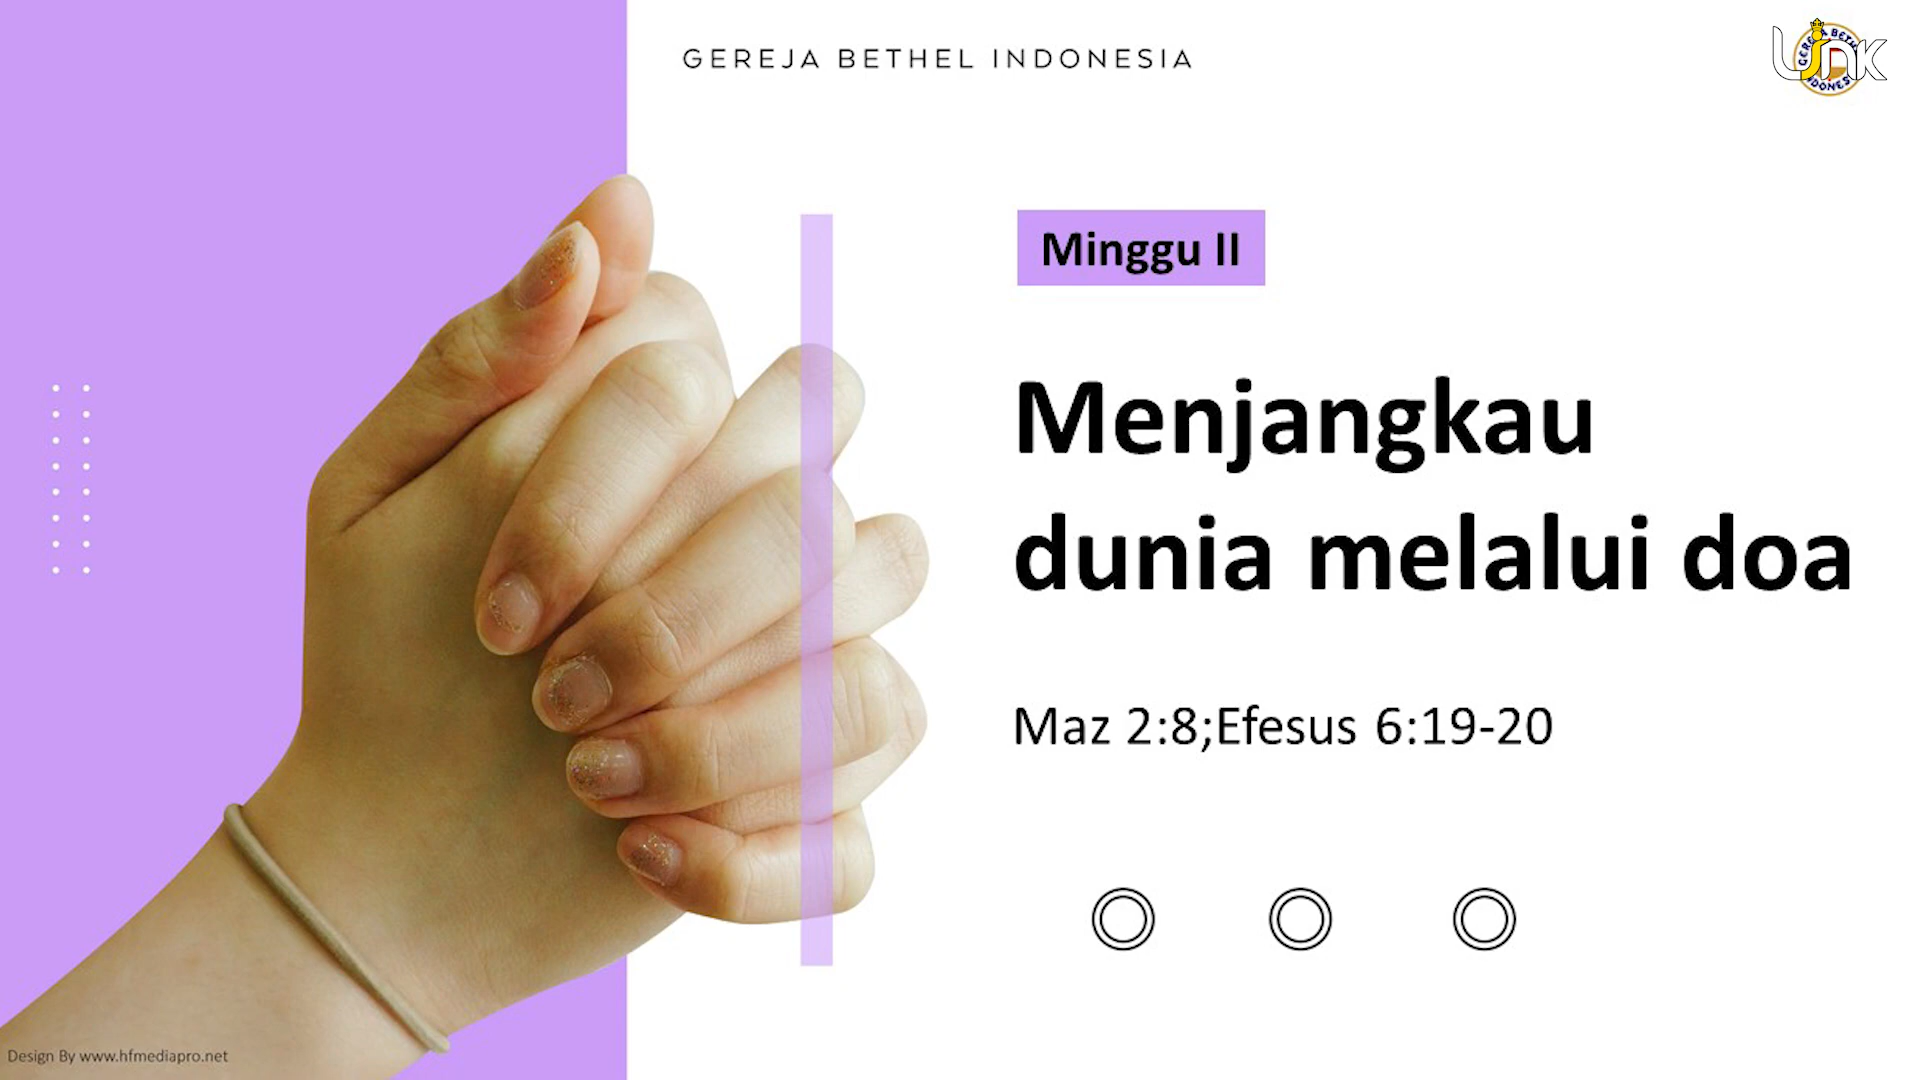 GEREJA BETHEL INDONESIA
Minggu II
Menjangkau
dunia melalui doa
Maz 2:8;Efesus 6:19-20
Design By www.hfmediapro.net